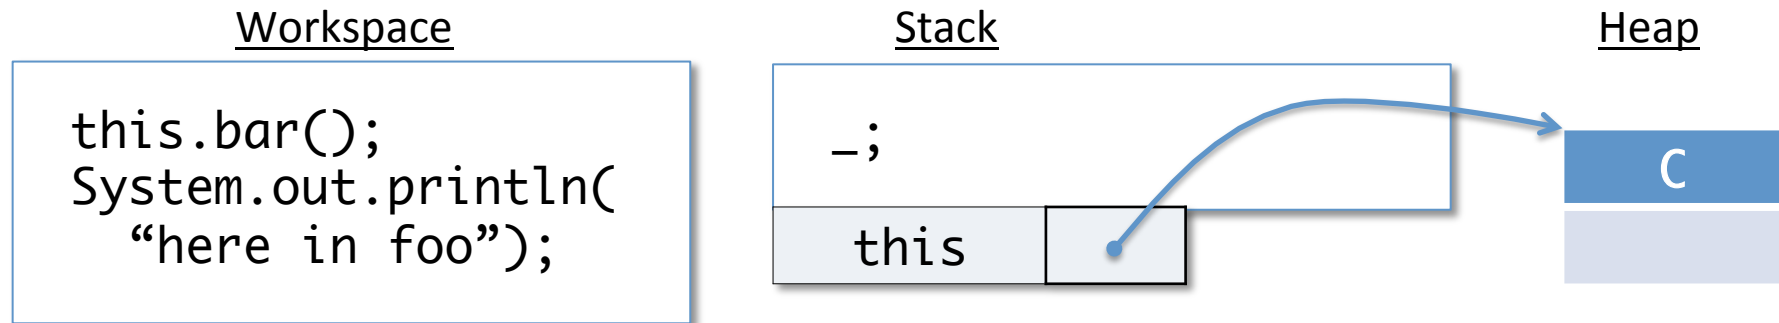 Workspace
Stack
Heap
this.bar();
System.out.println(
“here in foo”);
_;
this
C